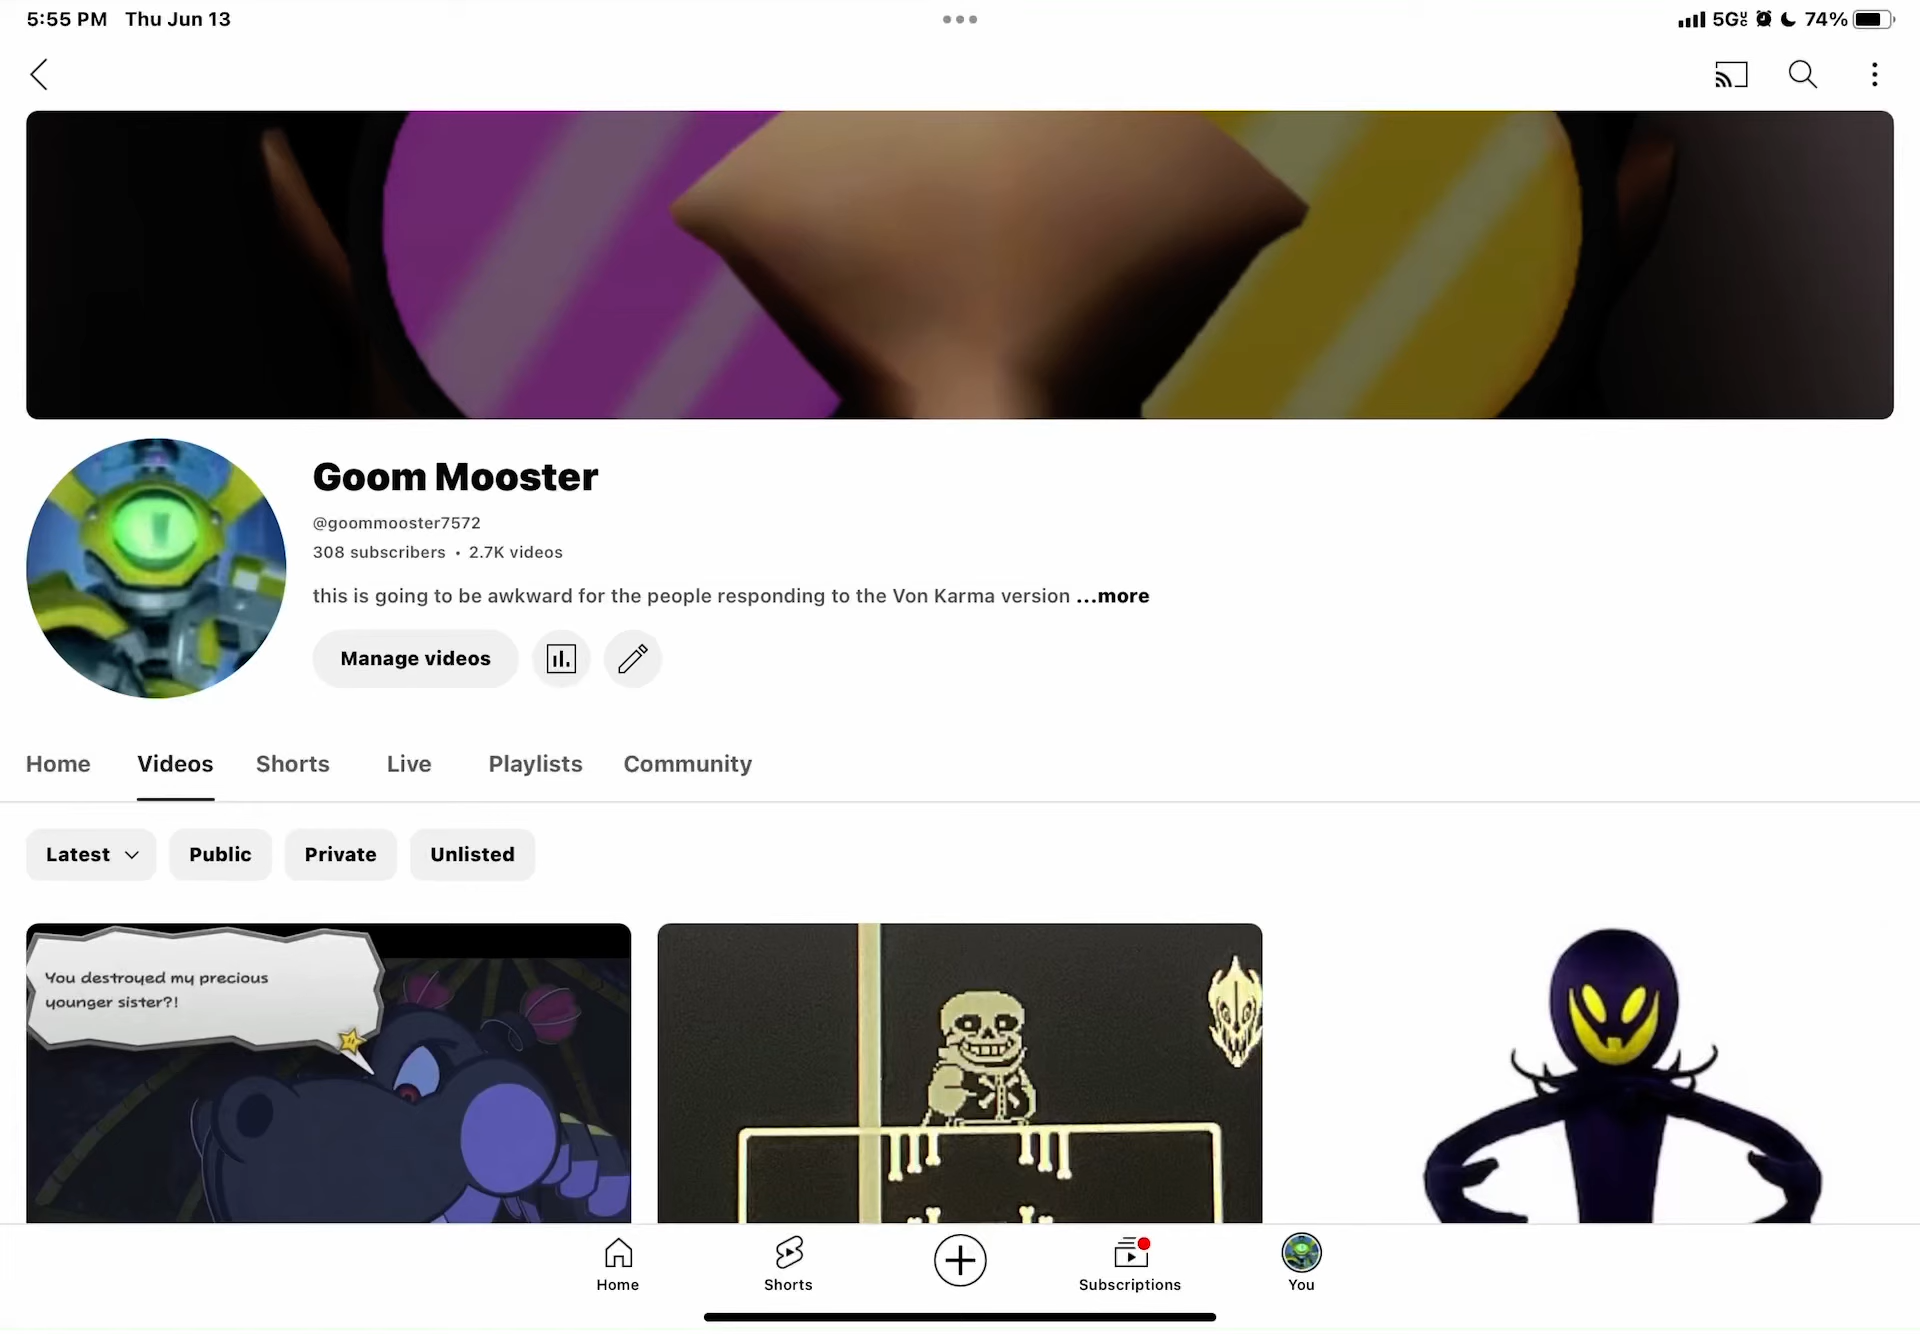 5:55 PM Thu Jun 13
5G 74%
Goom Mooster
@goommooster7572
308 subscribers • 2.7K videos
this is going to be awkward for the people responding to the Von Karma version ...more
Manage videos
Home Videos Shorts Live Playlists Community
Latest Public Private Unlisted
You destroyed my precious
younger sister?!
Home Shorts Subscriptions You